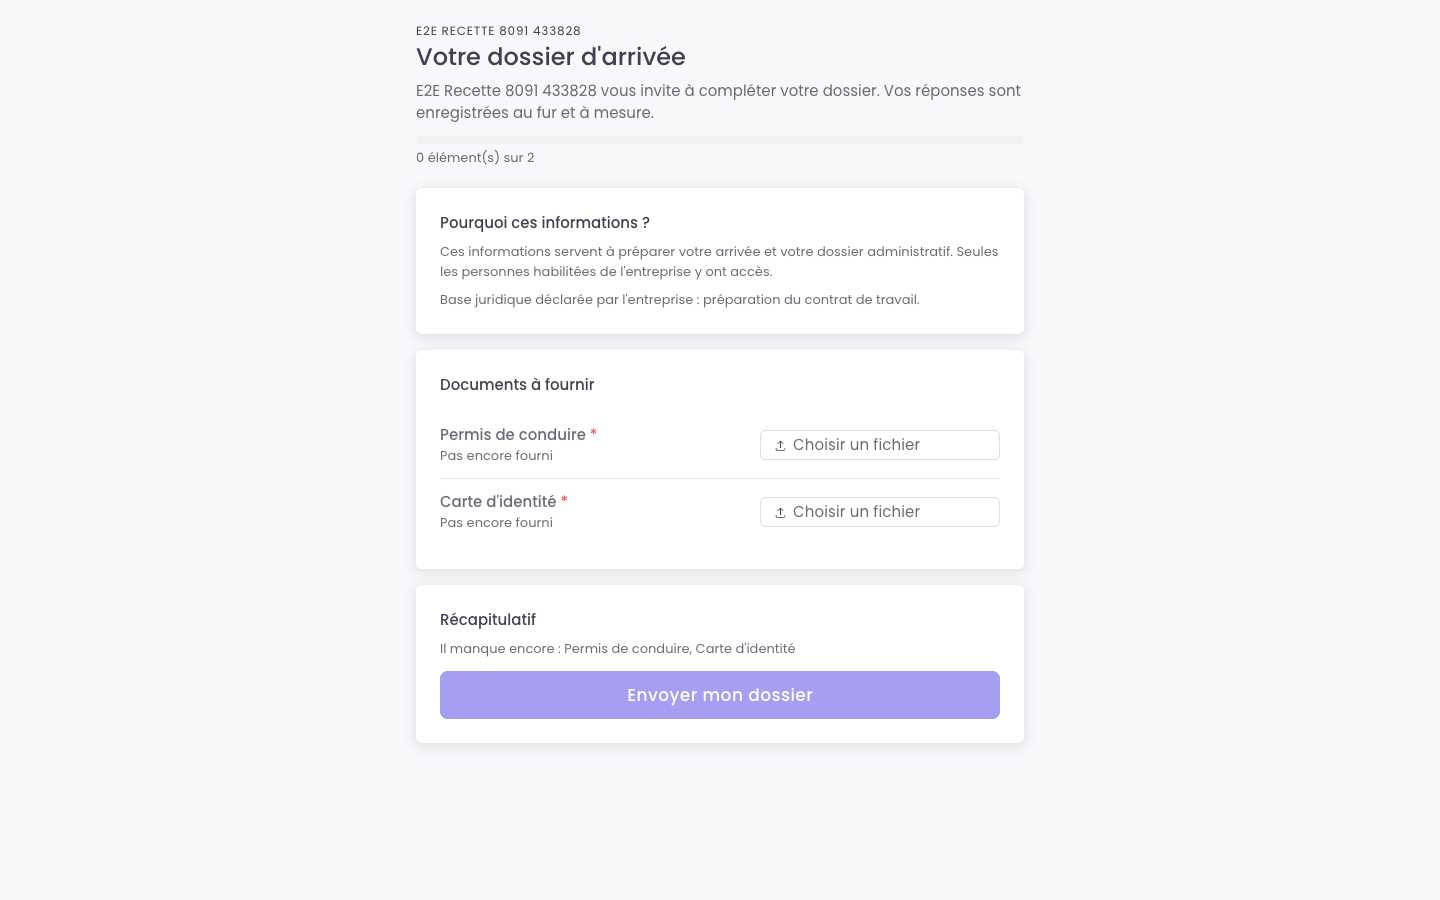 E2E RECETTE 8091 433828
Votre dossier d'arrivée
E2E Recette 8091 433828 vous invite à compléter votre dossier. Vos réponses sont
enregistrées au fur et à mesure.
0 élément(s) sur 2
Pourquoi ces informations ?
Ces informations servent à préparer votre arrivée et votre dossier administratif. Seules
les personnes habilitées de l'entreprise y ont accès.
Base juridique déclarée par l'entreprise : préparation du contrat de travail.
Documents à fournir
Permis de conduire *
Pas encore fourni
Choisir un fichier
Carte d'identité *
Pas encore fourni
Choisir un fichier
Récapitulatif
Il manque encore : Permis de conduire, Carte d'identité
Envoyer mon dossier